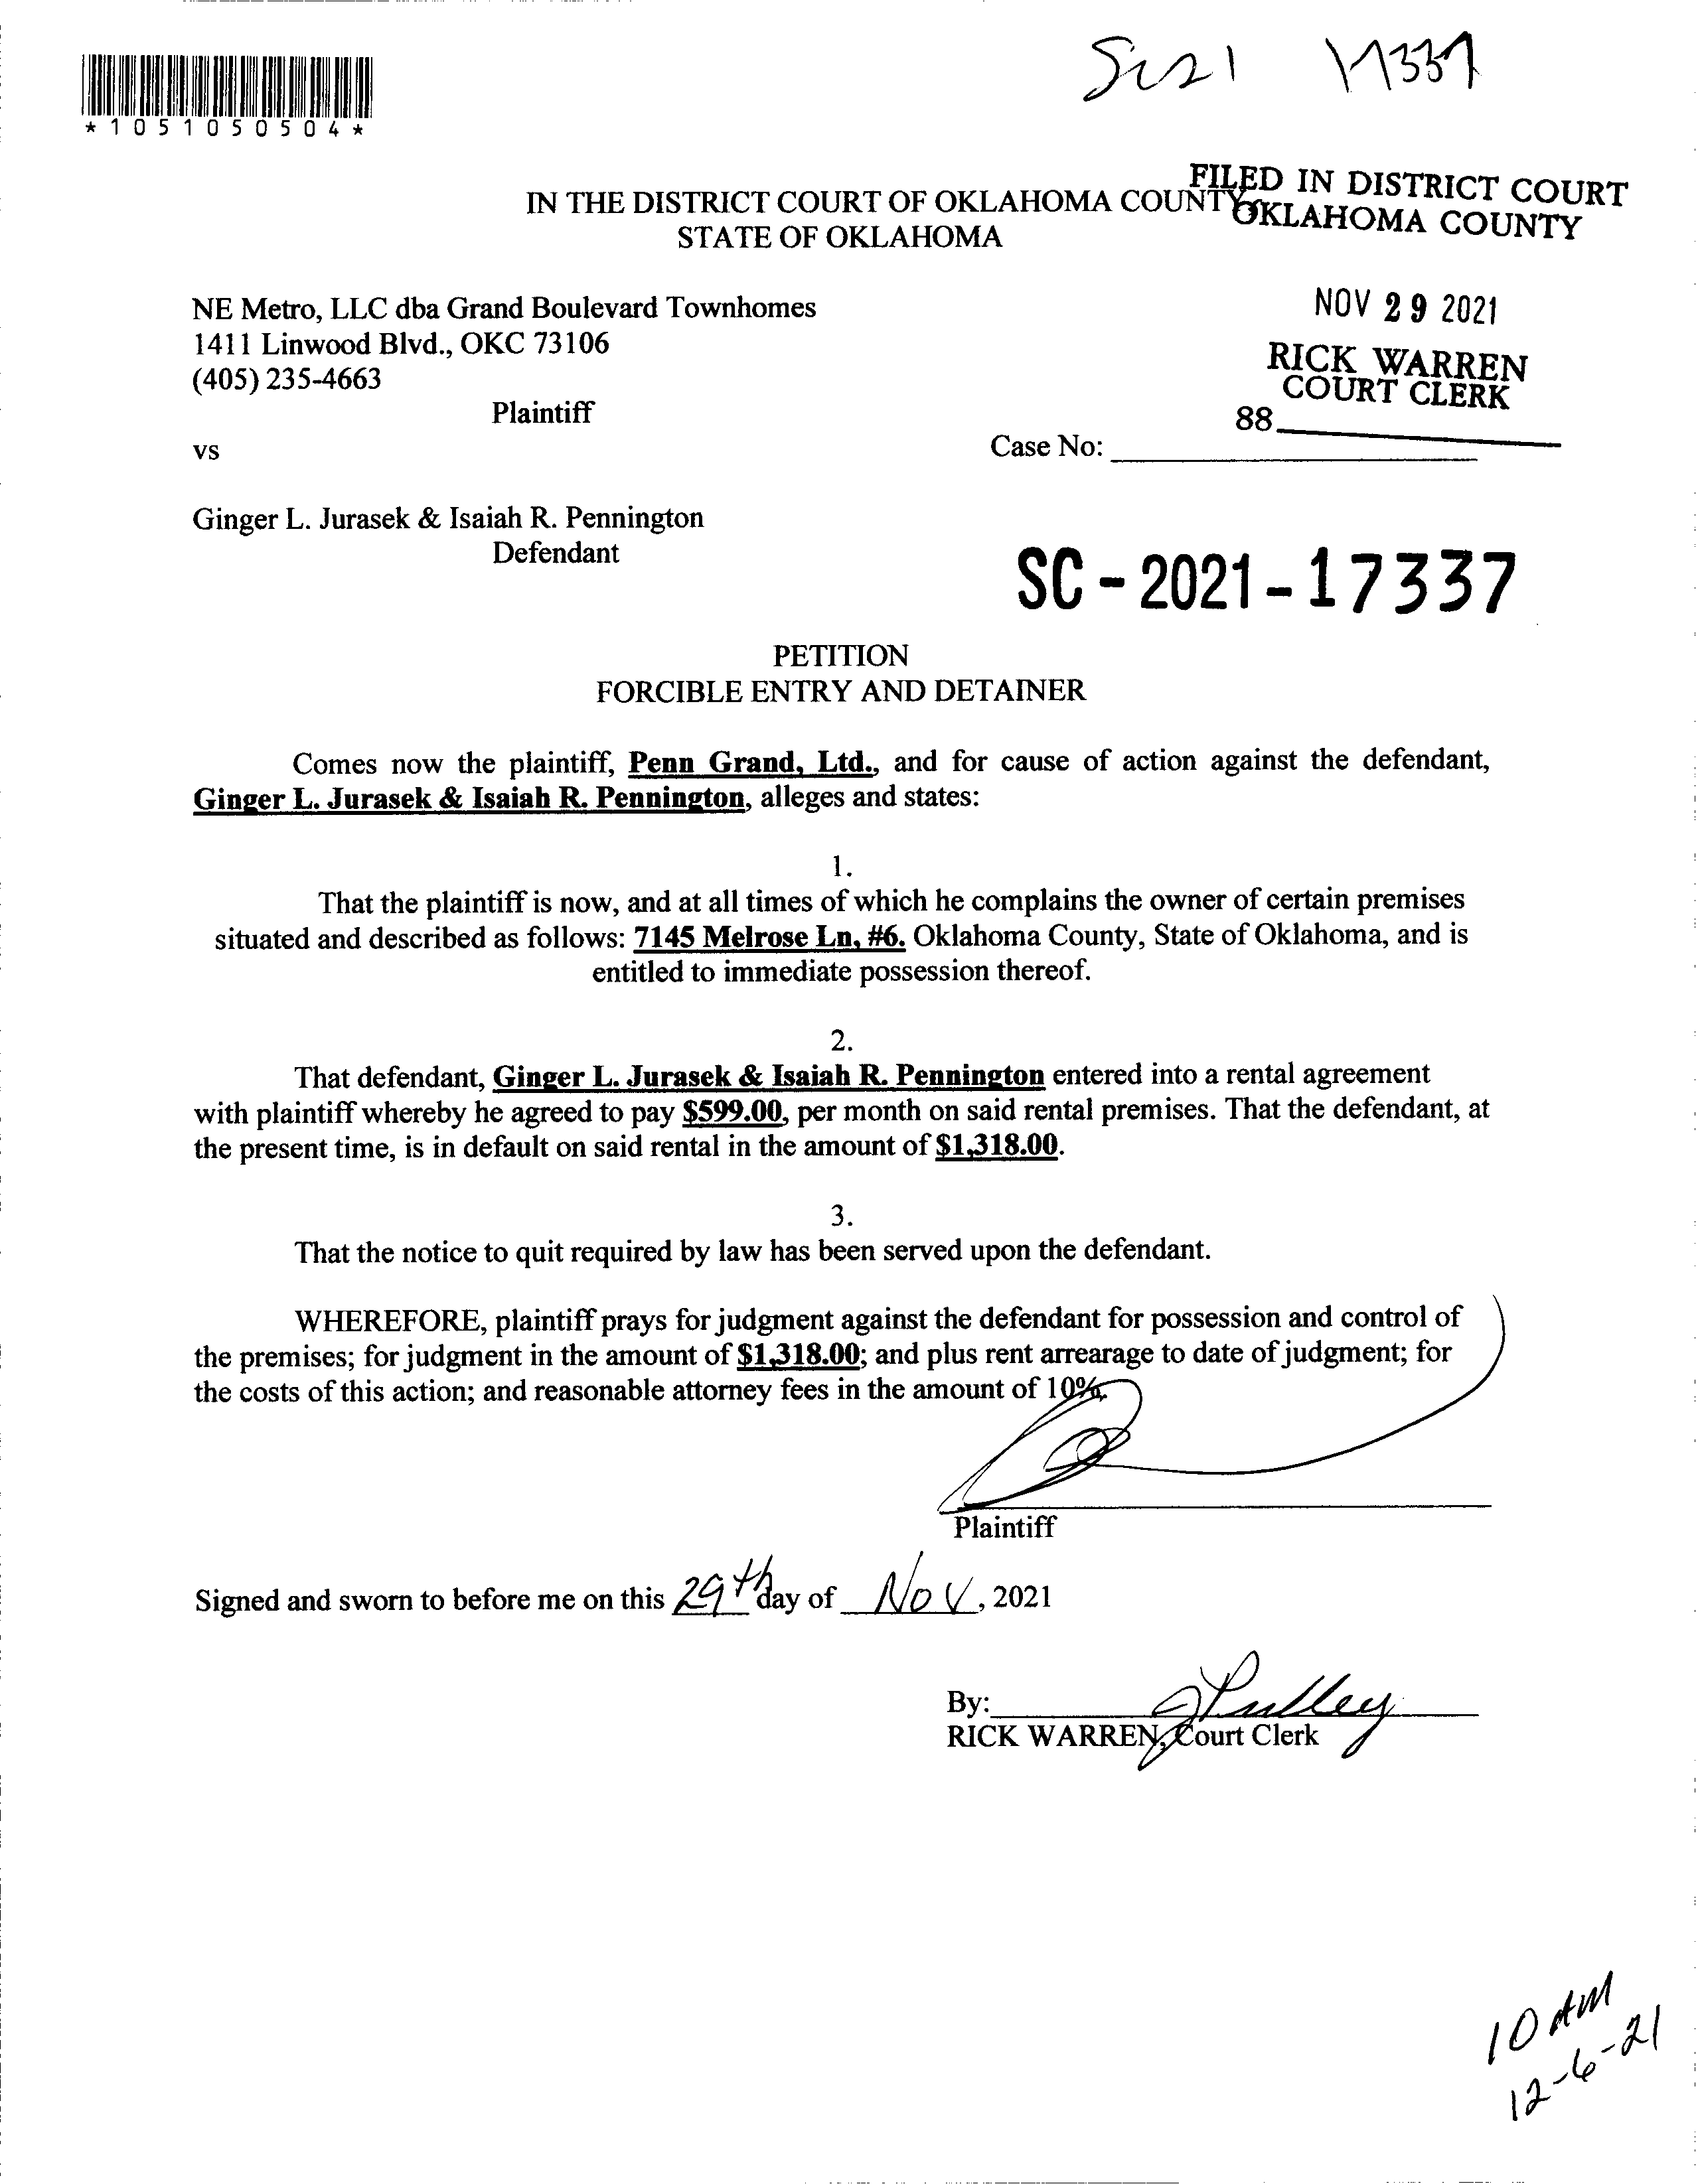 Sc21 17337
*1051050504*
FILED IN DISTRICT COURT
OKLAHOMA COUNTY
IN THE DISTRICT COURT OF OKLAHOMA COUNTY
STATE OF OKLAHOMA
NE Metro, LLC dba Grand Boulevard Townhomes
1411 Linwood Blvd., OKC 73106
(405) 235-4663
Plaintiff
NOV 29 2021
RICK WARREN
COURT CLERK
88
vs
Case No:
Ginger L. Jurasek & Isaiah R. Pennington
Defendant
SC-2021-17337
PETITION
FORCIBLE ENTRY AND DETAINER
Comes now the plaintiff, Penn Grand, Ltd., and for cause of action against the defendant,
Ginger L. Jurasek & Isaiah R. Pennington, alleges and states:
1.
That the plaintiff is now, and at all times of which he complains the owner of certain premises
situated and described as follows: 7145 Melrose Ln, #6. Oklahoma County, State of Oklahoma, and is
entitled to immediate possession thereof.
2.
That defendant, Ginger L. Jurasek & Isaiah R. Pennington entered into a rental agreement
with plaintiff whereby he agreed to pay $599.00, per month on said rental premises. That the defendant, at
the present time, is in default on said rental in the amount of $1,318.00.
3.
That the notice to quit required by law has been served upon the defendant.
WHEREFORE, plaintiff prays for judgment against the defendant for possession and control of
the premises; for judgment in the amount of $1,318.00; and plus rent arrearage to date of judgment; for
the costs of this action; and reasonable attorney fees in the amount of 10%.
Plaintiff
Signed and sworn to before me on this 29th day of Nov, 2021
By:
RICK WARREN, Court Clerk
10 AM
12-6-21